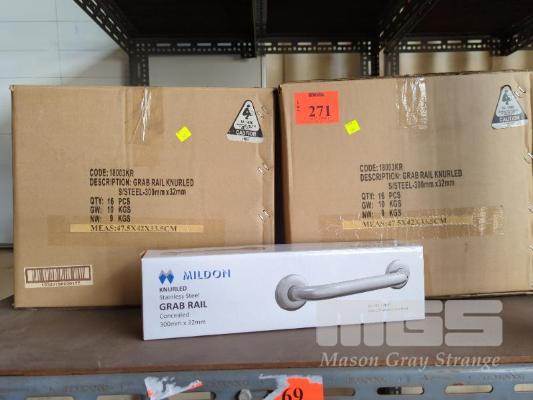 CODE:18003KR
DESCRIPTION: GRAB RAIL KNURLED
S/STEEL-300mm x32mm
QTY: 16 PCS
GW: 10 KGS
NW: 9 KGS
MEAS:47.5X42X33.5CM
CAUTION
271
CODE:18003KR
DESCRIPTION: GRAB RAIL KNURLED
S/STEEL-300mm x32mm
QTY: 16 PCS
GW: 10 KGS
NW: 9 KGS
MEAS:47.5X42X33.5CM
CAUTION
MILDON
KNURLED
Stainless Steel
GRAB RAIL
Concealed
300mm x 32mm
MGS
Mason Gray Strange
69